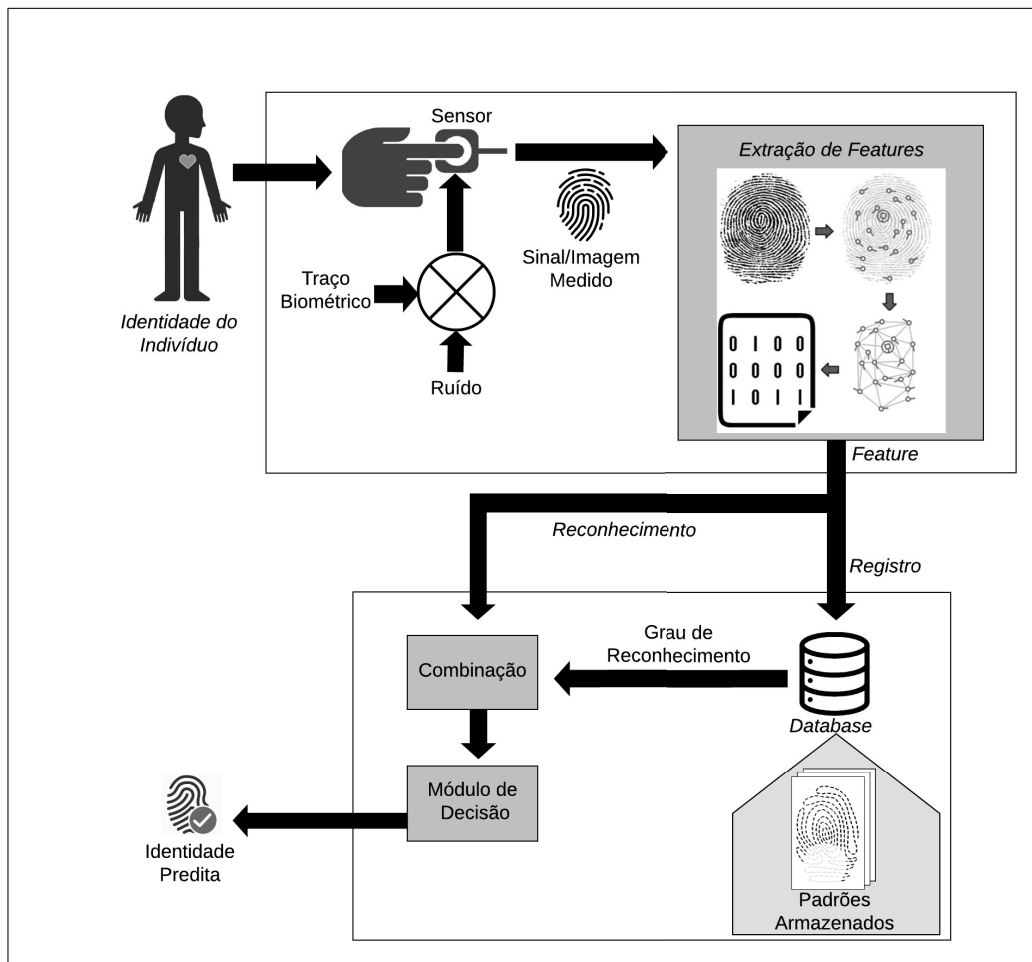 Sensor
Extração de Features
Sinal/Imagem
Medido
Traço
Biométrico
Ruído
Identidade do
Indivíduo
0 1 0 0
0 0 0 0
1 0 1 1
Feature
Reconhecimento
Registro
Grau de
Reconhecimento
Combinação
Database
Módulo de
Decisão
Identidade
Predita
Padrões
Armazenados